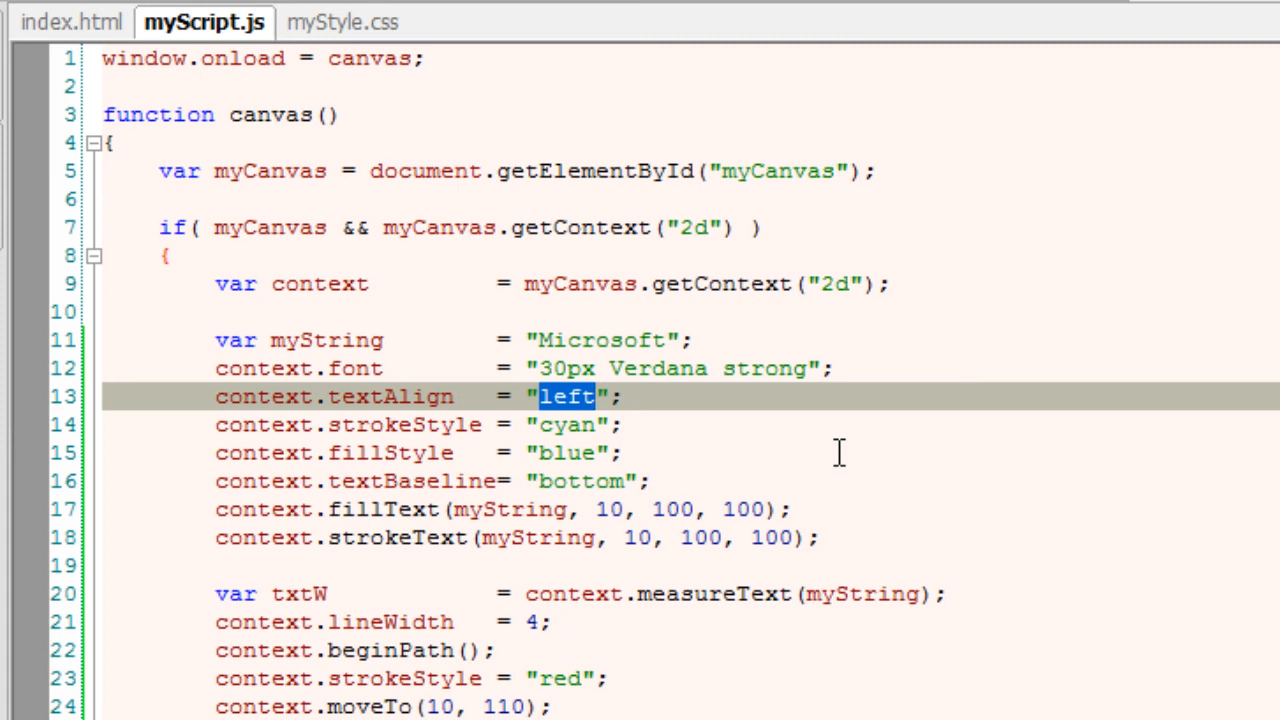 index.html myScript.js myStyle.css
1 window.onload = canvas;
2
3 function canvas()
4 {
5 var myCanvas = document.getElementById("myCanvas");
6
7 if( myCanvas && myCanvas.getContext("2d") )
8 {
9 var context = myCanvas.getContext("2d");
10
11 var myString = "Microsoft";
12 context.font = "30px Verdana strong";
13 context.textAlign = "left";
14 context.strokeStyle = "cyan";
15 context.fillStyle = "blue";
16 context.textBaseline= "bottom";
17 context.fillText(myString, 10, 100, 100);
18 context.strokeText(myString, 10, 100, 100);
19
20 var txtW = context.measureText(myString);
21 context.lineWidth = 4;
22 context.beginPath();
23 context.strokeStyle = "red";
24 context.moveTo(10, 110);